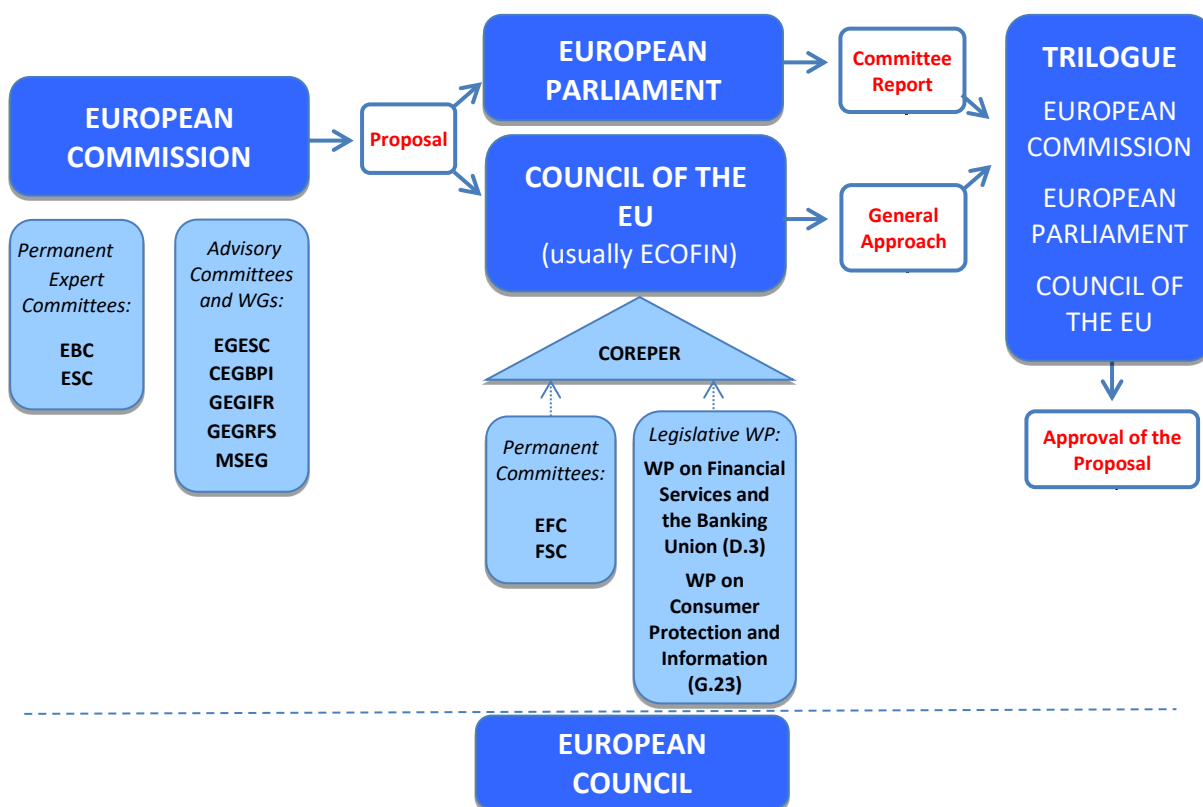 EUROPEAN
COMMISSION
Proposal
EUROPEAN
PARLIAMENT
COUNCIL OF THE
EU
(usually ECOFIN)
Committee
Report
General
Approach
TRILOGUE
EUROPEAN
COMMISSION
EUROPEAN
PARLIAMENT
COUNCIL OF
THE EU
Approval of the
Proposal
Permanent
Expert
Committees:
EBC
ESC
Advisory
Committees
and WGs:
EGESC
CEGBPI
GEGIFR
GEGRFS
MSEG
COREPER
Permanent
Committees:
EFC
FSC
Legislative WP:
WP on Financial
Services and
the Banking
Union (D.3)
WP on
Consumer
Protection and
Information
(G.23)
EUROPEAN
COUNCIL